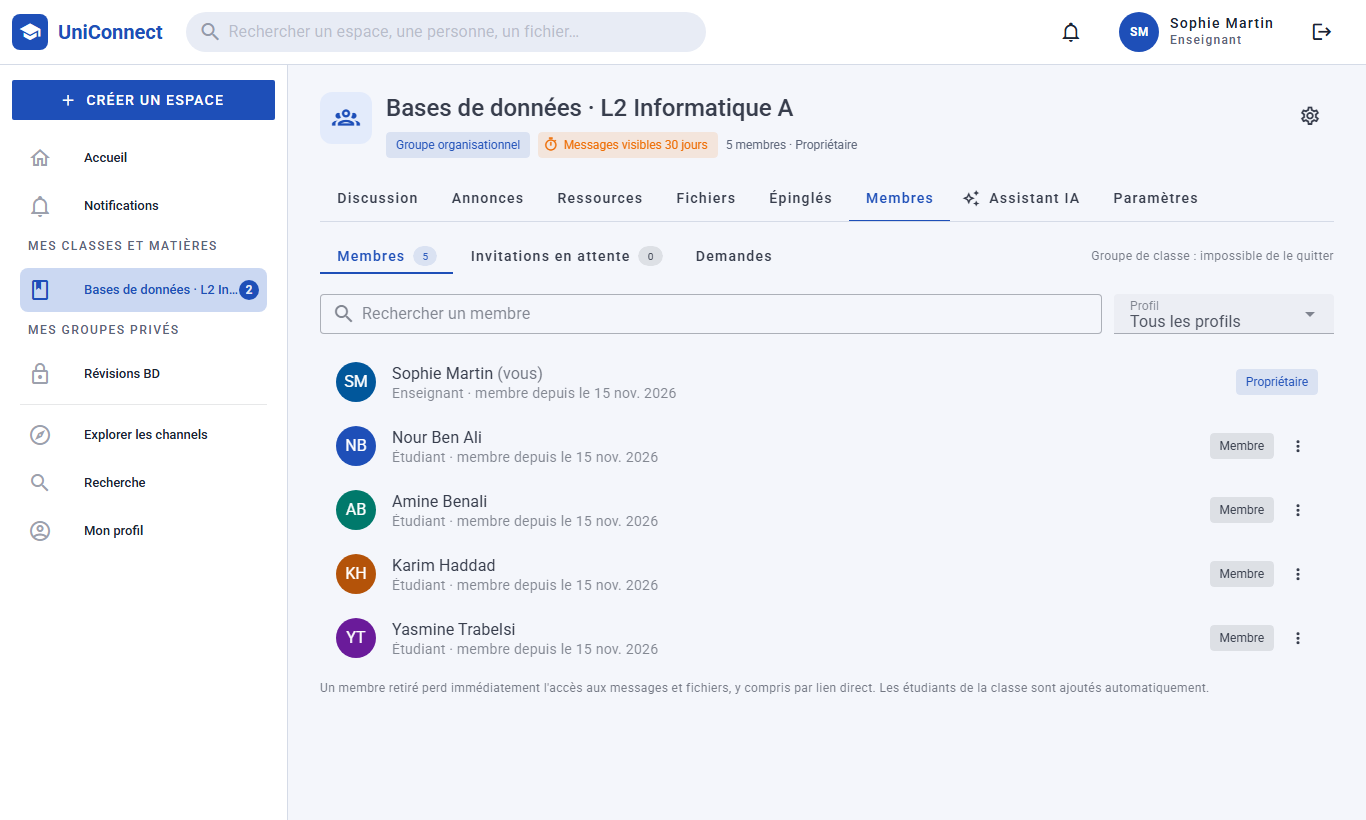 UniConnect
Rechercher un espace, une personne, un fichier...
SM
Sophie Martin
Enseignant
+ CRÉER UN ESPACE
Accueil
Notifications
MES CLASSES ET MATIÈRES
Bases de données · L2 In... 2
MES GROUPES PRIVÉS
Révisions BD
Explorer les channels
Recherche
Mon profil
Bases de données · L2 Informatique A
Groupe organisationnel
Messages visibles 30 jours
5 membres · Propriétaire
Discussion
Annonces
Ressources
Fichiers
Épinglés
Membres
Assistant IA
Paramètres
Membres 5
Invitations en attente 0
Demandes
Groupe de classe : impossible de le quitter
Rechercher un membre
Profil
Tous les profils
SM
Sophie Martin (vous)
Enseignant · membre depuis le 15 nov. 2026
Propriétaire
NB
Nour Ben Ali
Étudiant · membre depuis le 15 nov. 2026
Membre
AB
Amine Benali
Étudiant · membre depuis le 15 nov. 2026
Membre
KH
Karim Haddad
Étudiant · membre depuis le 15 nov. 2026
Membre
YT
Yasmine Trabelsi
Étudiant · membre depuis le 15 nov. 2026
Membre
Un membre retiré perd immédiatement l'accès aux messages et fichiers, y compris par lien direct. Les étudiants de la classe sont ajoutés automatiquement.